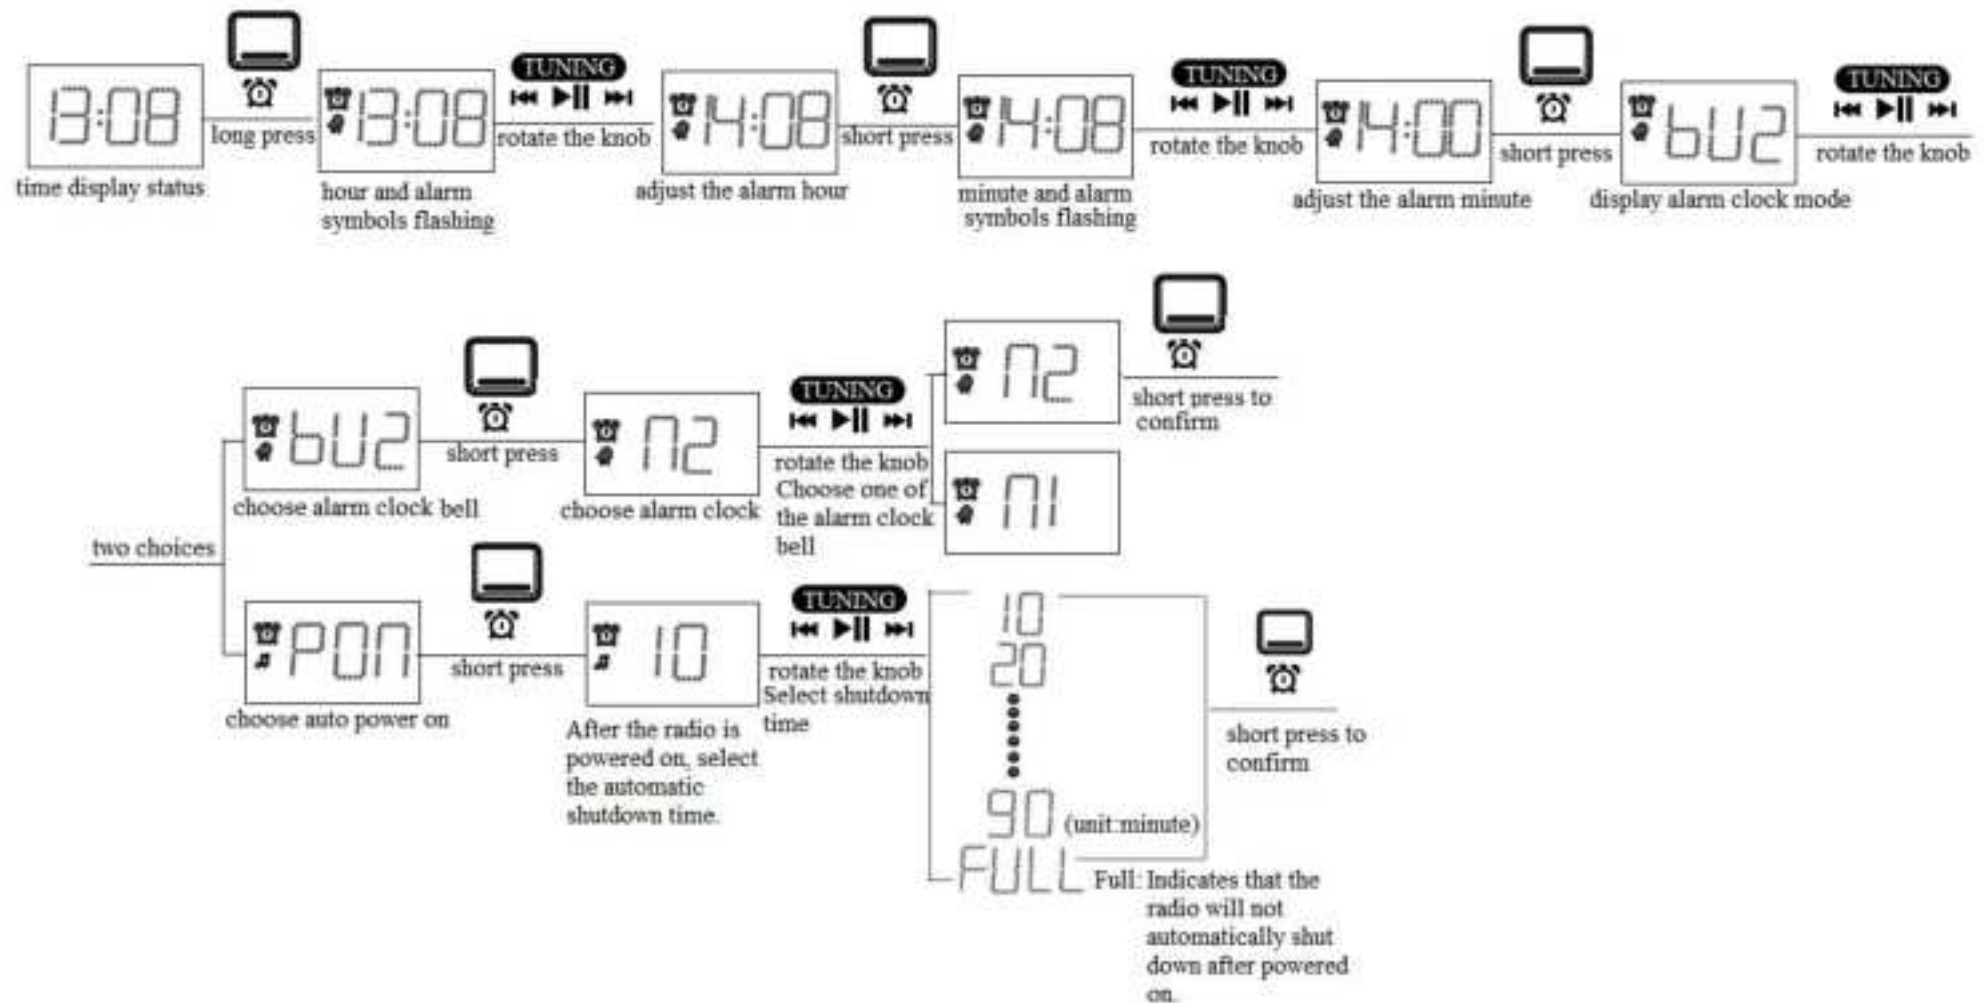 13:08
time display status
long press
13:08
hour and alarm
symbols flashing
TUNING
rotate the knob
14:08
adjust the alarm hour
short press
14:08
minute and alarm
symbols flashing
TUNING
rotate the knob
14:00
adjust the alarm minute
short press
bU2
display alarm clock mode
TUNING
rotate the knob
two choices
bU2
choose alarm clock bell
short press
n2
choose alarm clock
TUNING
rotate the knob
Choose one of
the alarm clock
bell
n2
short press to
confirm
n1
PON
choose auto power on
short press
10
After the radio is
powered on, select
the automatic
shutdown time.
TUNING
rotate the knob
Select shutdown
time
10
20
90 (unit:minute)
FULL
Full: Indicates that the
radio will not
automatically shut
down after powered
on.
short press to
confirm